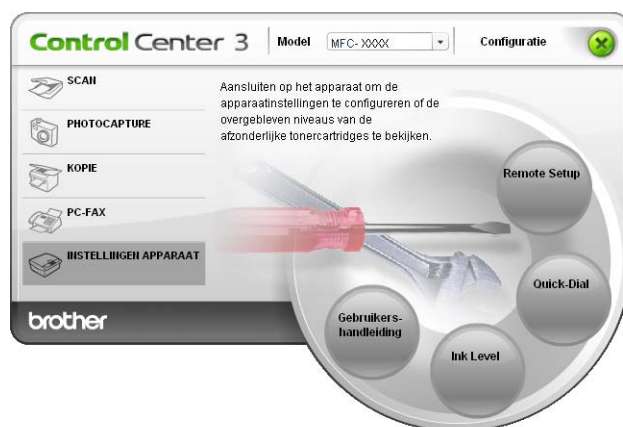 Control Center 3 Model MFC-XXXX Configuratie
SCAN
PHOTOCAPTURE
KOPIE
PC-FAX
INSTELLINGEN APPARAAT
Aansluiten op het apparaat om de
apparaatinstellingen te configureren of de
overgebleven niveaus van de
afzonderlijke tonercartridges te bekijken.
Remote Setup
Quick-Dial
Ink Level
Gebruikers-
handleiding
brother